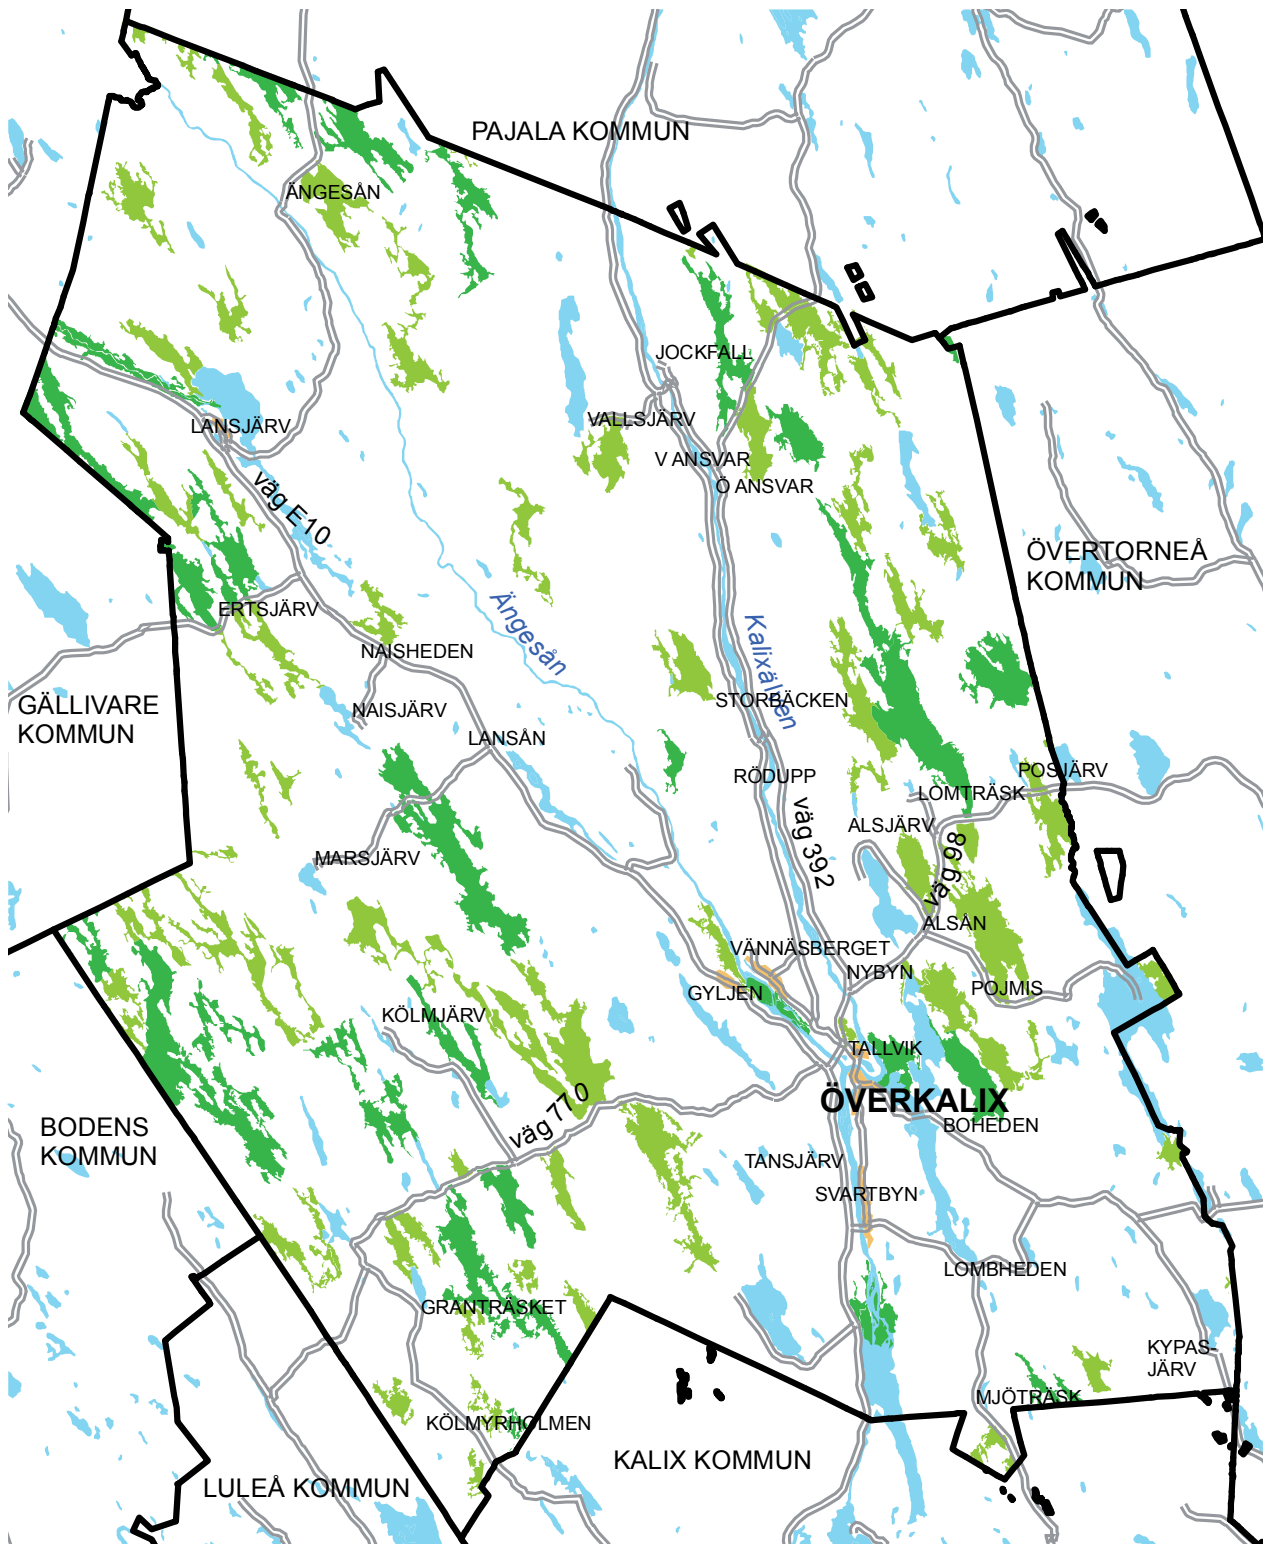 PAJALA KOMMUN
ÄNGESÅN
JOCKFALL
LANSJÄRV
VALLSJÄRV
V ANSVAR
Ö ANSVAR
väg E10
ÖVERTORNEÅ
KOMMUN
ERTSJÄRV
Ängesån
Kalixälven
NAISHEDEN
GÄLLIVARE
KOMMUN
NAISJÄRV
STORBÄCKEN
LANSÅN
RÖDUPP
POSJÄRV
LOMTRÄSK
väg 392
ALSJÄRV
väg 98
MARSJÄRV
ALSÅN
VÄNNÄSBERGET
NYBYN
GYLJEN
POJMIS
KÖLMJÄRV
TALLVIK
ÖVERKALIX
väg 770
BODENS
KOMMUN
BOHEDEN
TANSJÄRV
SVARTBYN
LOMBHEDEN
GRANTRÄSKET
KYPAS-
JÄRV
MJÖTRÄSK
KÖLMYRHOLMEN
KALIX KOMMUN
LULEÅ KOMMUN